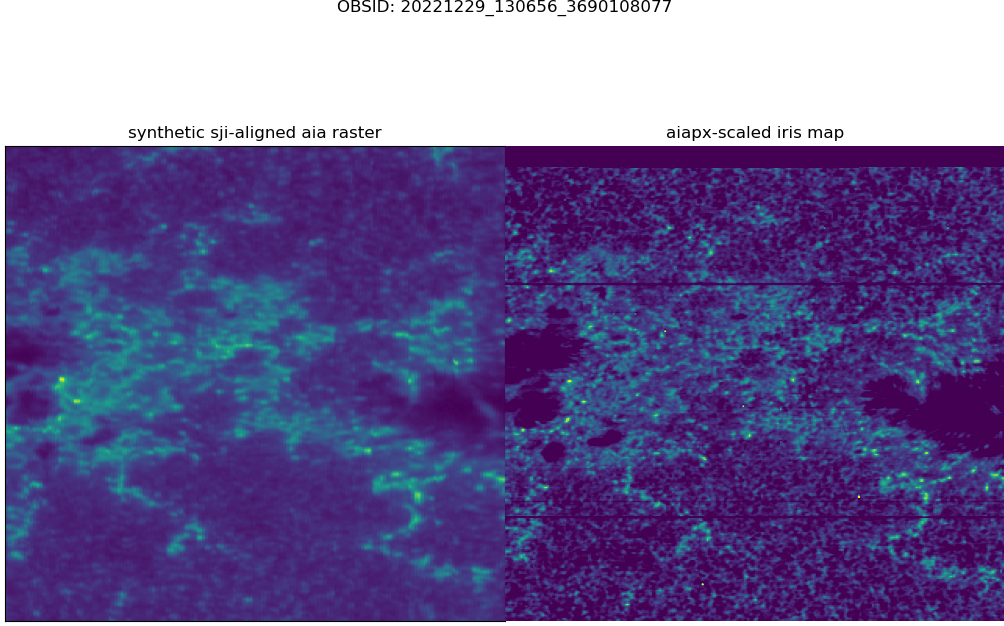 OBSID: 20221229_130656_3690108077
synthetic sji-aligned aia raster
aiapx-scaled iris map